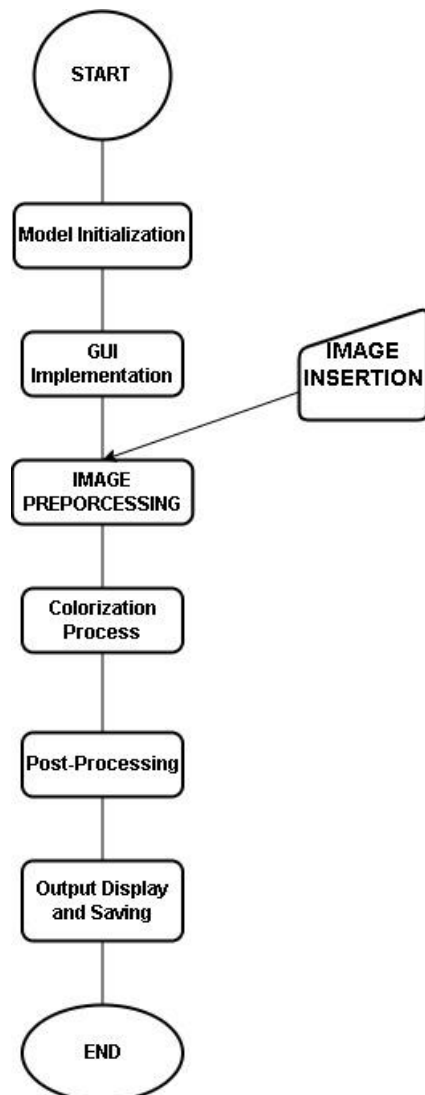 START
Model Initialization
GUI
Implementation
IMAGE
INSERTION
IMAGE
PREPORCESSING
Colorization
Process
Post-Processing
Output Display
and Saving
END